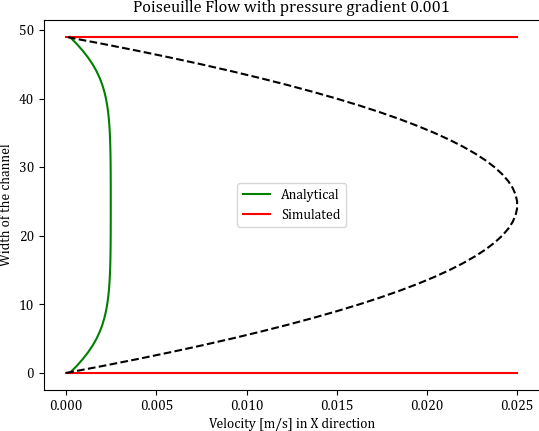 Poiseuille Flow with pressure gradient 0.001
50
40
30
20
10
0
Width of the channel
Analytical
Simulated
0.000 0.005 0.010 0.015 0.020 0.025
Velocity [m/s] in X direction